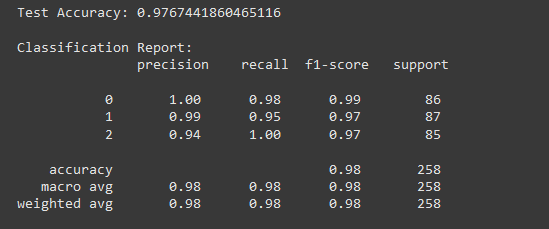 Test Accuracy: 0.9767441860465116
Classification Report:
precision recall f1-score support
0 1.00 0.98 0.99 86
1 0.99 0.95 0.97 87
2 0.94 1.00 0.97 85
accuracy 0.98 258
macro avg 0.98 0.98 0.98 258
weighted avg 0.98 0.98 0.98 258